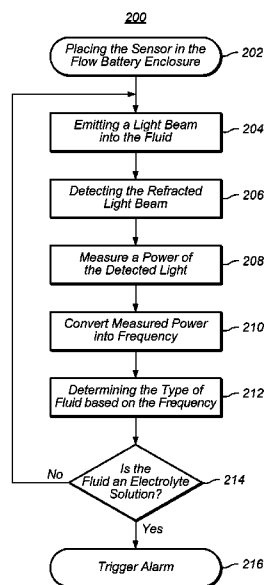 200
Placing the Sensor in the
Flow Battery Enclosure
202
Emitting a Light Beam
into the Fluid
204
Detecting the Refracted
Light Beam
206
Measure a Power of
the Detected Light
208
Convert Measured Power
into Frequency
210
Determining the Type of
Fluid based on the Frequency
212
Is the
Fluid an Electrolyte
Solution?
214
No
Yes
Trigger Alarm
216